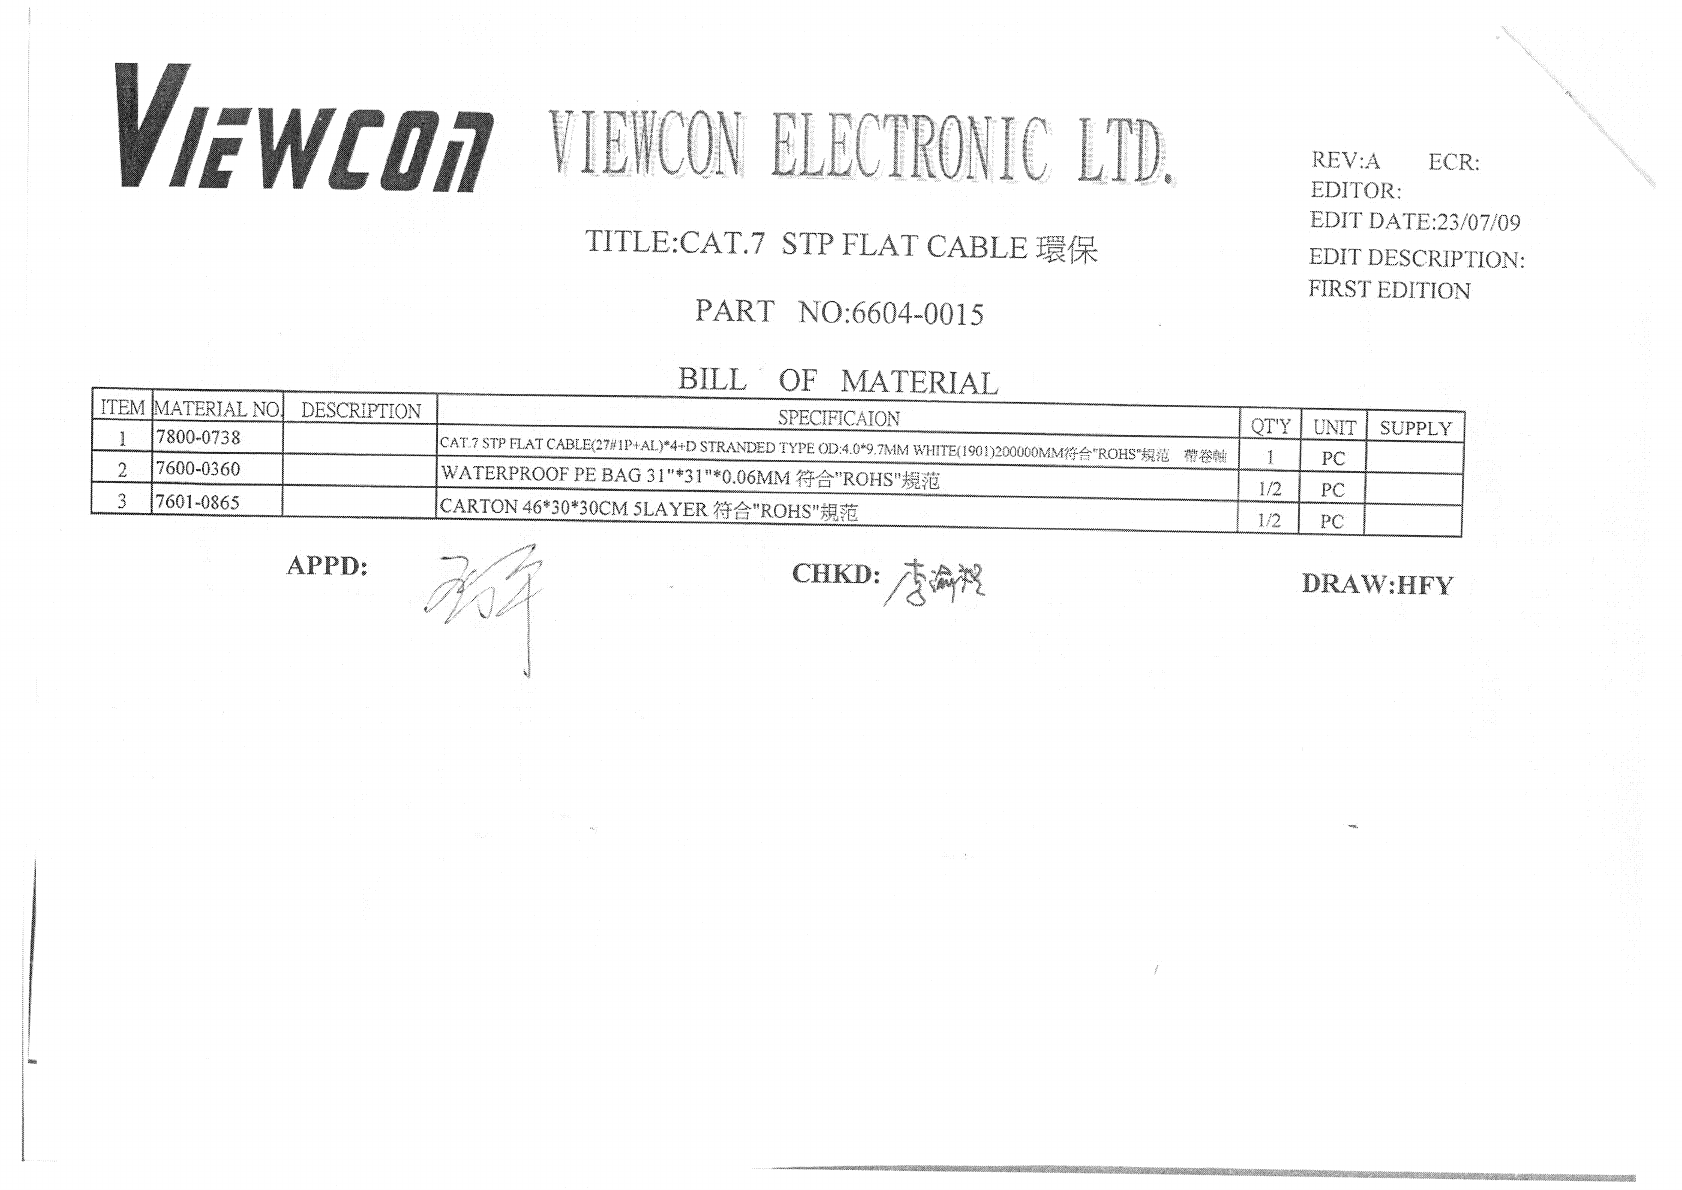 VIEWCON
VIEWCON ELECTRONIC LTD.
REV:A ECR:
EDITOR:
EDIT DATE:23/07/09
EDIT DESCRIPTION:
FIRST EDITION
TITLE:CAT.7 STP FLAT CABLE 環保
PART NO:6604-0015
BILL OF MATERIAL
ITEM MATERIAL NO. DESCRIPTION SPECIFICAION QT'Y UNIT SUPPLY
1 7800-0738 CAT.7 STP FLAT CABLE(27#1P+AL)*4+D STRANDED TYPE OD:4.0*9.7MM WHITE(1901)200000MM符合"ROHS"規范 帶卷軸 1 PC
2 7600-0360 WATERPROOF PE BAG 31"*31"*0.06MM 符合"ROHS"規范 1/2 PC
3 7601-0865 CARTON 46*30*30CM 5LAYER 符合"ROHS"規范 1/2 PC
APPD: CHKD: 李 DRAW:HFY